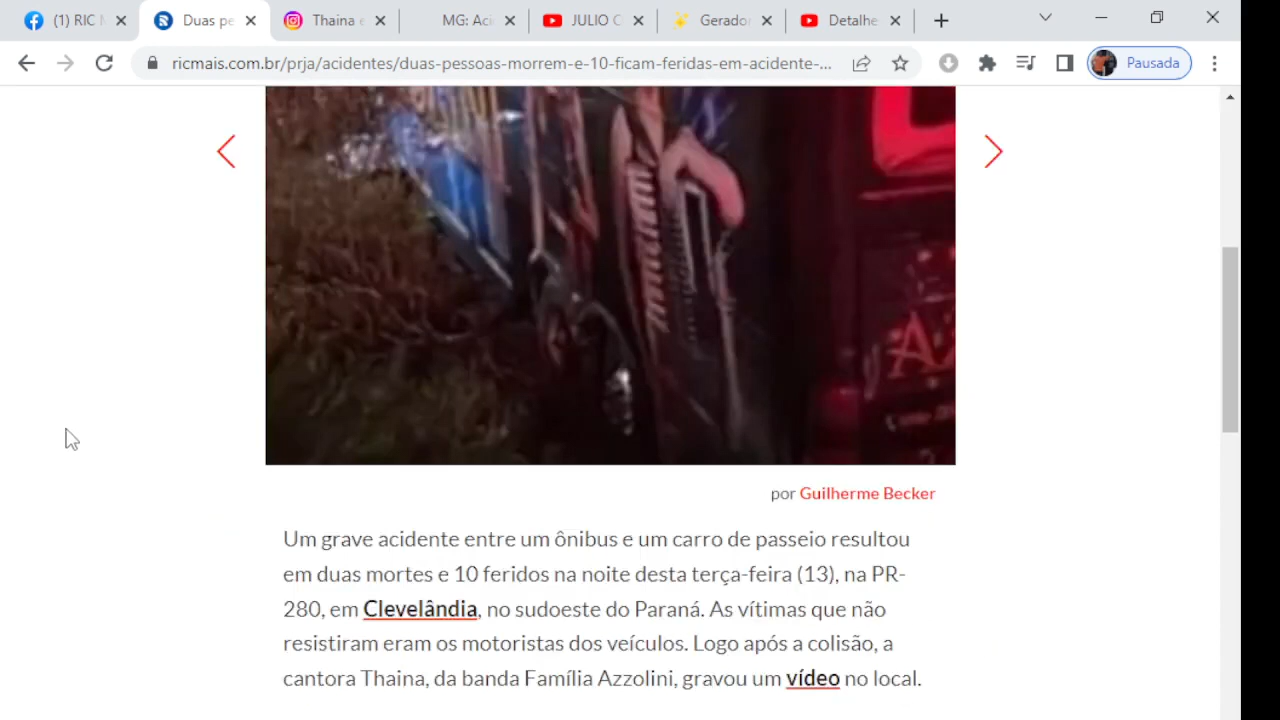 (1) RIC
Duas pe
Thaina e
MG: Aci
JULIO C
Gerador
Detalhe
ricmais.com.br/prja/acidentes/duas-pessoas-morrem-e-10-ficam-feridas-em-acidente-...
Pausada
AZ
por Guilherme Becker
Um grave acidente entre um ônibus e um carro de passeio resultou
em duas mortes e 10 feridos na noite desta terça-feira (13), na PR-
280, em Clevelândia, no sudoeste do Paraná. As vítimas que não
resistiram eram os motoristas dos veículos. Logo após a colisão, a
cantora Thaina, da banda Família Azzolini, gravou um vídeo no local.